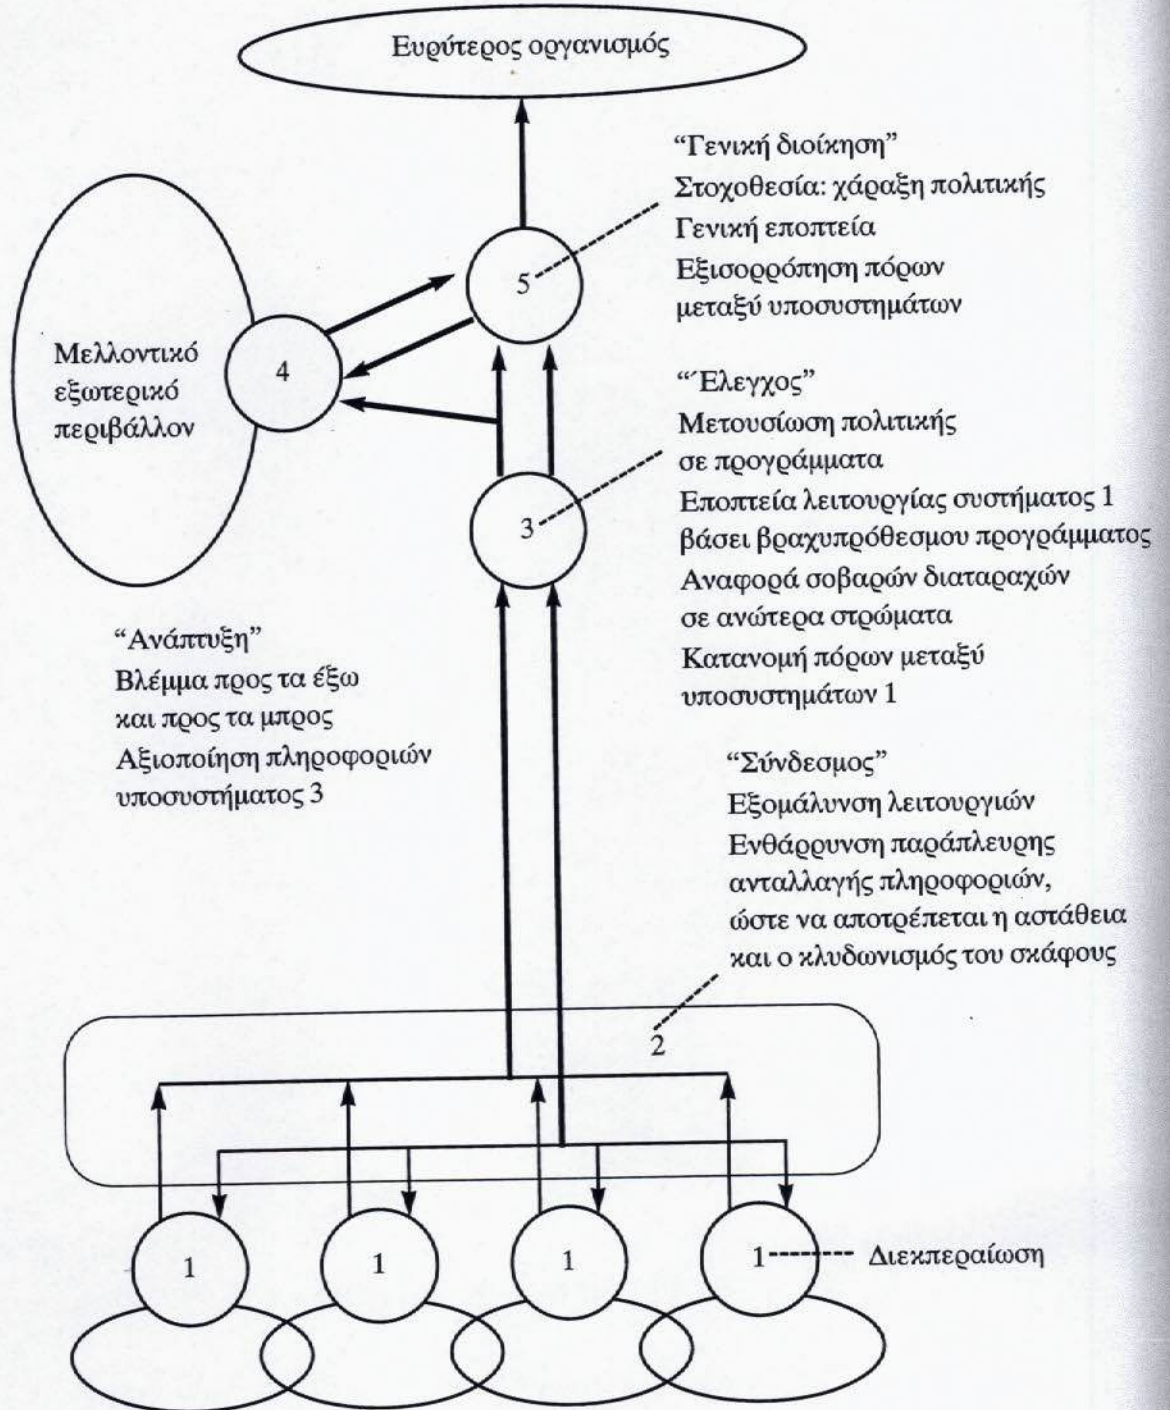 Ευρύτερος οργανισμός
“Γενική διοίκηση”
Στοχοθεσία: χάραξη πολιτικής
Γενική εποπτεία
Εξισορρόπηση πόρων
μεταξύ υποσυστημάτων
5
Μελλοντικό
εξωτερικό
περιβάλλον
4
“Έλεγχος”
Μετουσίωση πολιτικής
σε προγράμματα
Εποπτεία λειτουργίας συστήματος 1
βάσει βραχυπρόθεσμου προγράμματος
Αναφορά σοβαρών διαταραχών
σε ανώτερα στρώματα
Κατανομή πόρων μεταξύ
υποσυστημάτων 1
3
“Ανάπτυξη”
Βλέμμα προς τα έξω
και προς τα μπρος
Αξιοποίηση πληροφοριών
υποσυστήματος 3
“Σύνδεσμος”
Εξομάλυνση λειτουργιών
Ενθάρρυνση παράπλευρης
ανταλλαγής πληροφοριών,
ώστε να αποτρέπεται η αστάθεια
και ο κλυδωνισμός του σκάφους
2
1 1 1 1 Διεκπεραίωση